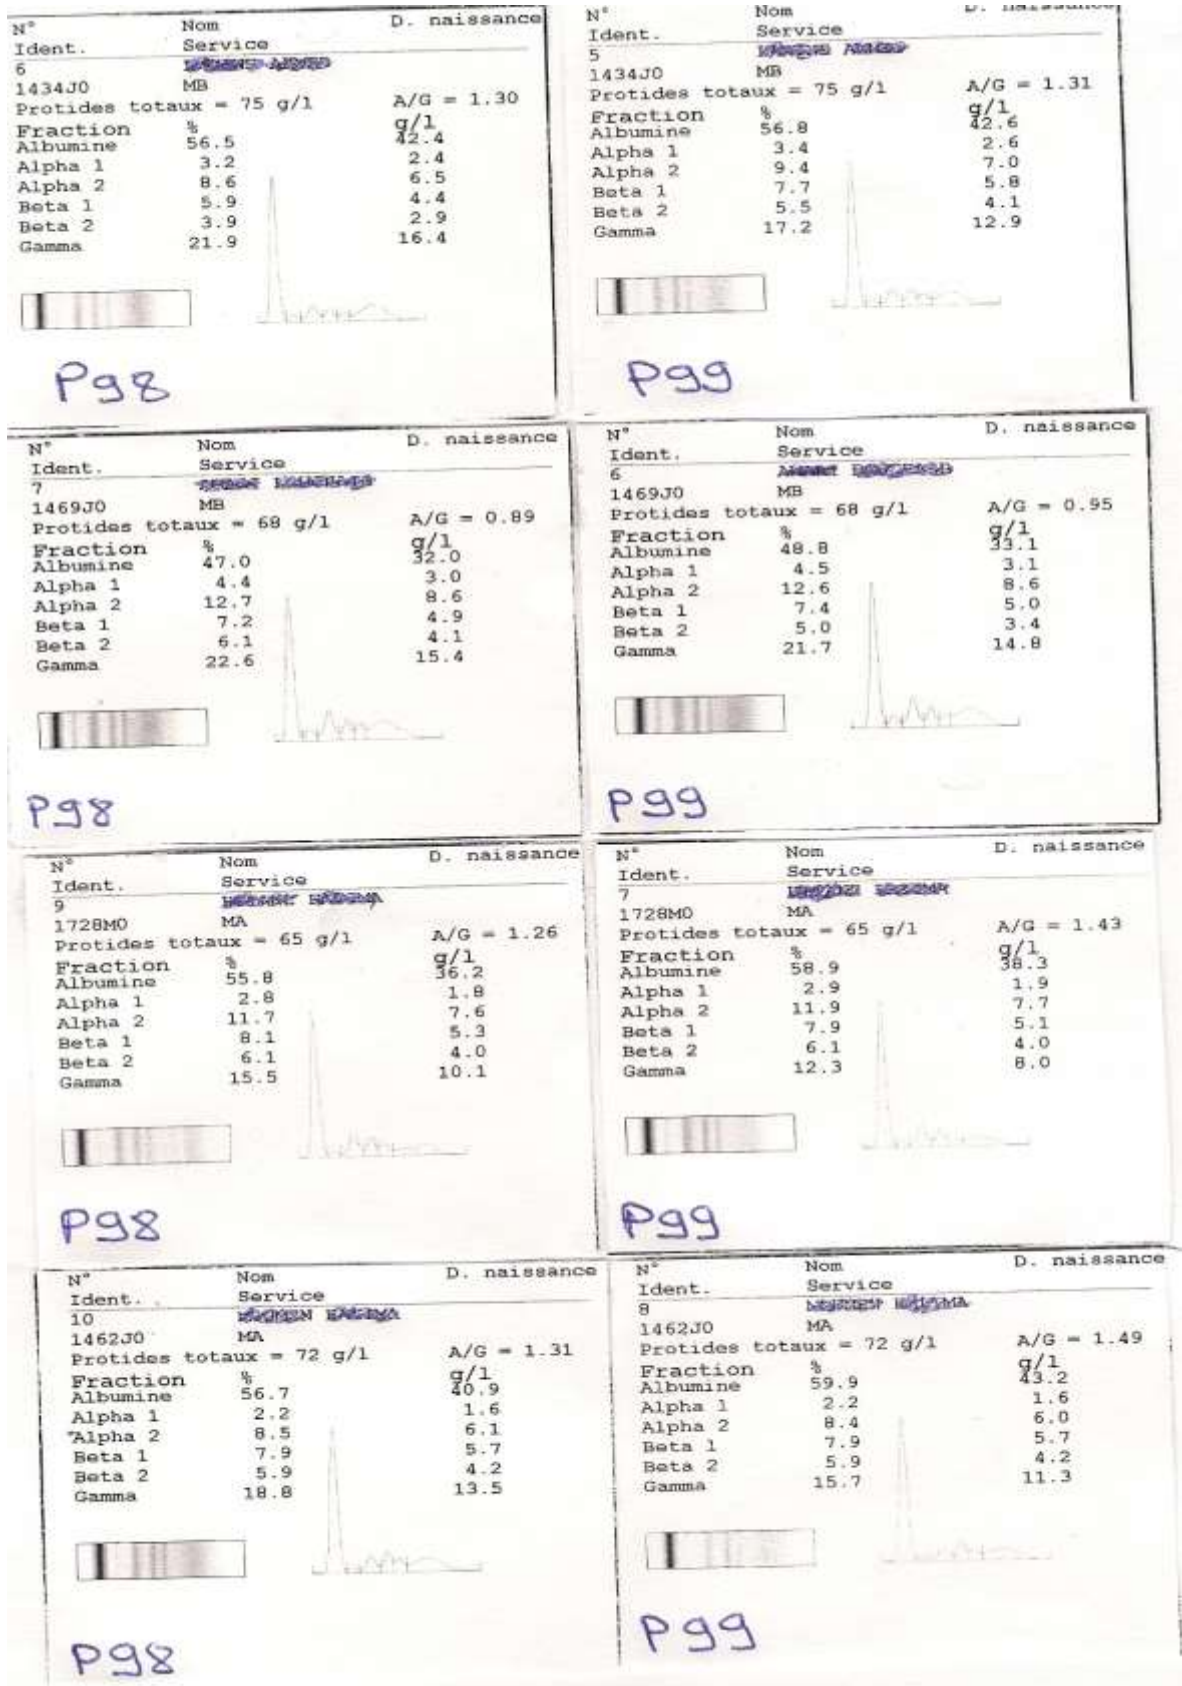 N° Nom D. naissance
Ident. Service
6
1434J0 MB
Protides totaux = 75 g/l A/G = 1.30
Fraction % g/l
Albumine 56.5 42.4
Alpha 1 3.2 2.4
Alpha 2 8.6 6.5
Beta 1 5.9 4.4
Beta 2 3.9 2.9
Gamma 21.9 16.4
P98
N° Nom D. naissance
Ident. Service
5
1434J0 MB
Protides totaux = 75 g/l A/G = 1.31
Fraction % g/l
Albumine 56.8 42.6
Alpha 1 3.4 2.6
Alpha 2 9.4 7.0
Beta 1 7.7 5.8
Beta 2 5.5 4.1
Gamma 17.2 12.9
P99
N° Nom D. naissance
Ident. Service
7
1469J0 MB
Protides totaux = 68 g/l A/G = 0.89
Fraction % g/l
Albumine 47.0 32.0
Alpha 1 4.4 3.0
Alpha 2 12.7 8.6
Beta 1 7.2 4.9
Beta 2 6.1 4.1
Gamma 22.6 15.4
P98
N° Nom D. naissance
Ident. Service
6
1469J0 MB
Protides totaux = 68 g/l A/G = 0.95
Fraction % g/l
Albumine 48.8 33.1
Alpha 1 4.5 3.1
Alpha 2 12.6 8.6
Beta 1 7.4 5.0
Beta 2 5.0 3.4
Gamma 21.7 14.8
P99
N° Nom D. naissance
Ident. Service
9
1728M0 MA
Protides totaux = 65 g/l A/G = 1.26
Fraction % g/l
Albumine 55.8 36.2
Alpha 1 2.8 1.8
Alpha 2 11.7 7.6
Beta 1 8.1 5.3
Beta 2 6.1 4.0
Gamma 15.5 10.1
P98
N° Nom D. naissance
Ident. Service
7
1728M0 MA
Protides totaux = 65 g/l A/G = 1.43
Fraction % g/l
Albumine 58.9 38.3
Alpha 1 2.9 1.9
Alpha 2 11.9 7.7
Beta 1 7.9 5.1
Beta 2 6.1 4.0
Gamma 12.3 8.0
P99
N° Nom D. naissance
Ident. Service
10
1462J0 MA
Protides totaux = 72 g/l A/G = 1.31
Fraction % g/l
Albumine 56.7 40.9
Alpha 1 2.2 1.6
Alpha 2 8.5 6.1
Beta 1 7.9 5.7
Beta 2 5.9 4.2
Gamma 18.8 13.5
P98
N° Nom D. naissance
Ident. Service
8
1462J0 MA
Protides totaux = 72 g/l A/G = 1.49
Fraction % g/l
Albumine 59.9 43.2
Alpha 1 2.2 1.6
Alpha 2 8.4 6.0
Beta 1 7.9 5.7
Beta 2 5.9 4.2
Gamma 15.7 11.3
P99